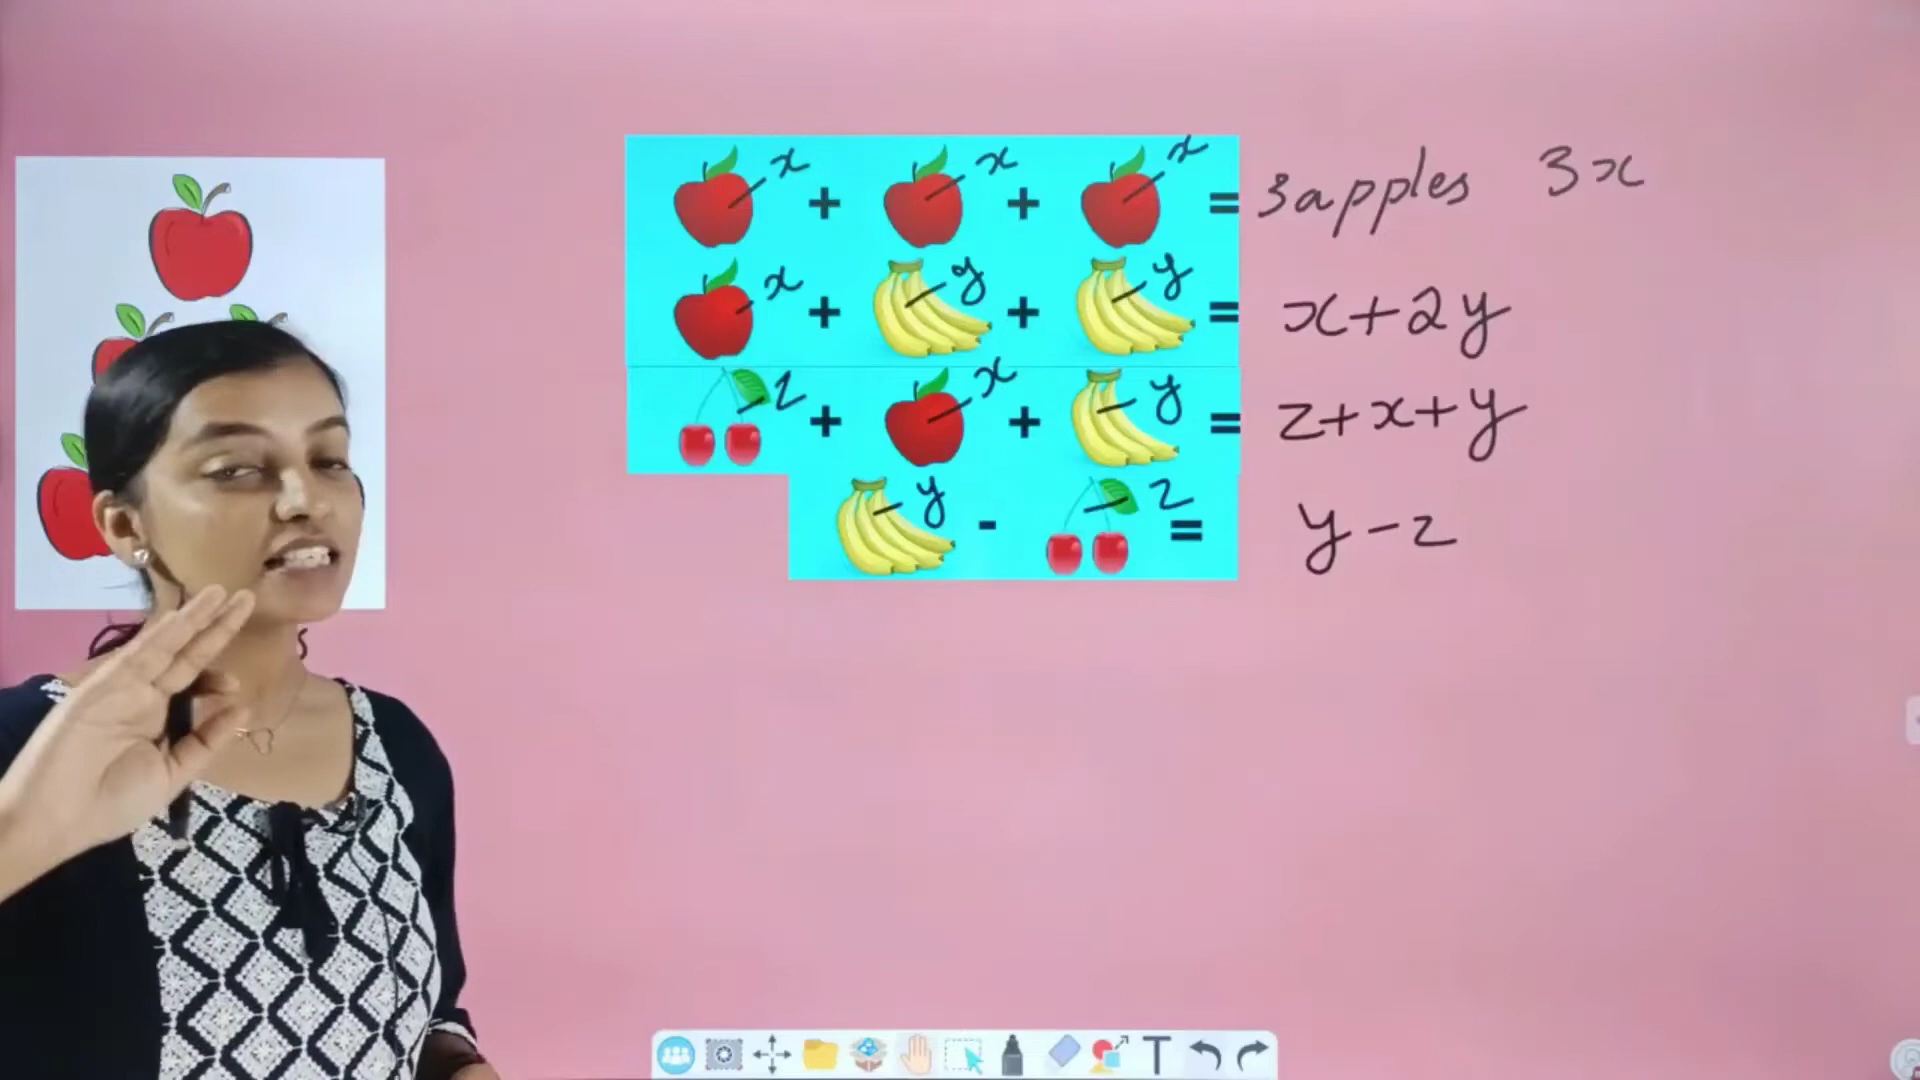 x + x + x = 3apples 3x
x + y + y = x+2y
z + x + y = z+x+y
y - z = y-z
T